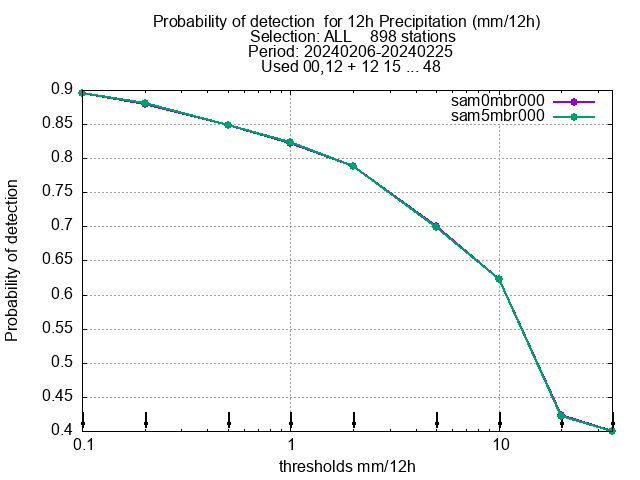 Probability of detection  for 12h Precipitation (mm/12h)
Selection: ALL    898 stations
Period: 20240206-20240225
Used 00,12 + 12 15 ... 48
sam0mbr000
sam5mbr000
0.9
0.85
0.8
0.75
0.7
0.65
0.6
0.55
0.5
0.45
0.4
Probability of detection
0.1 1 10
thresholds mm/12h